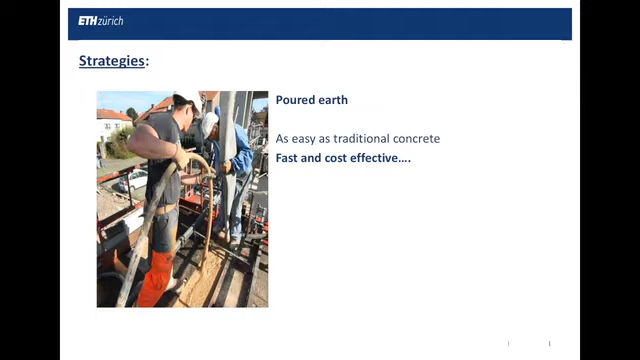 ETH zürich
Strategies:
Poured earth
As easy as traditional concrete
Fast and cost effective....